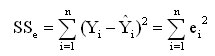 SSₑ = ∑ᵢ₌₁ⁿ (Yᵢ − Ŷᵢ)² = ∑ᵢ₌₁ⁿ eᵢ²